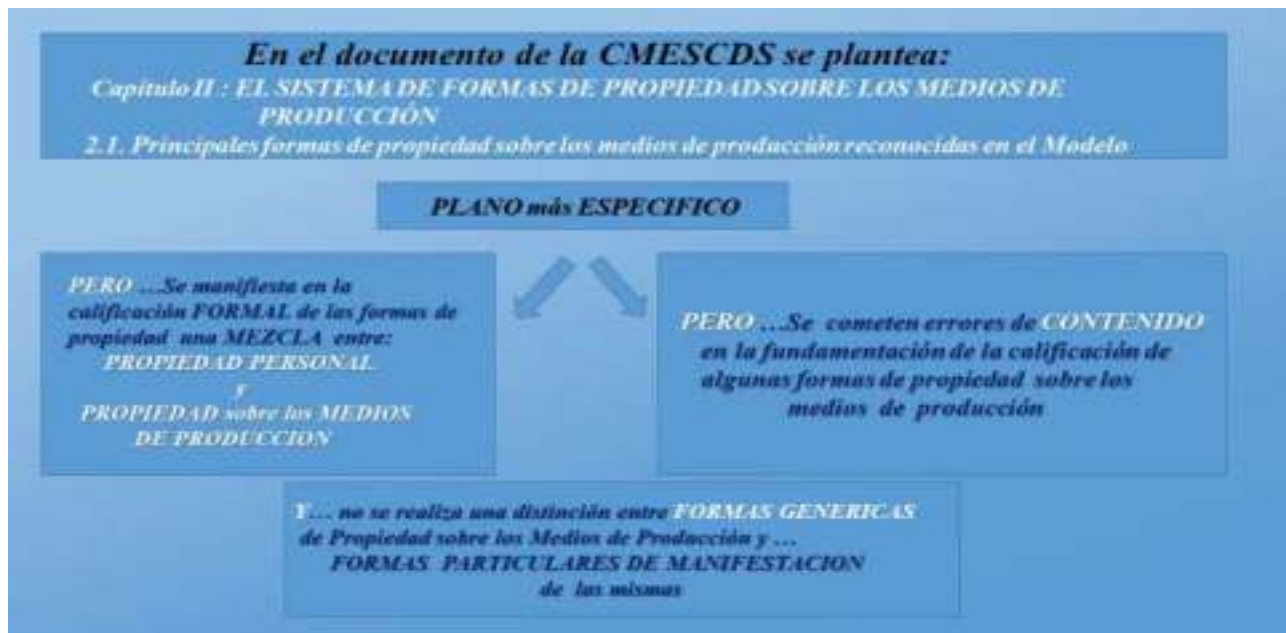 En el documento de la CMESCDS se plantea:
Capitulo II : EL SISTEMA DE FORMAS DE PROPIEDAD SOBRE LOS MEDIOS DE
PRODUCCIÓN
2.1. Principales formas de propiedad sobre los medios de producción reconocidas en el Modelo
PLANO más ESPECIFICO
PERO ...Se manifiesta en la
calificación FORMAL de las formas de
propiedad una MEZCLA entre:
PROPIEDAD PERSONAL
y
PROPIEDAD sobre los MEDIOS
DE PRODUCCION
PERO ...Se cometen errores de CONTENIDO
en la fundamentación de la calificación de
algunas formas de propiedad sobre los
medios de producción
Y... no se realiza una distinción entre FORMAS GENERICAS
de Propiedad sobre los Medios de Producción y ...
FORMAS PARTICULARES DE MANIFESTACION
de las mismas